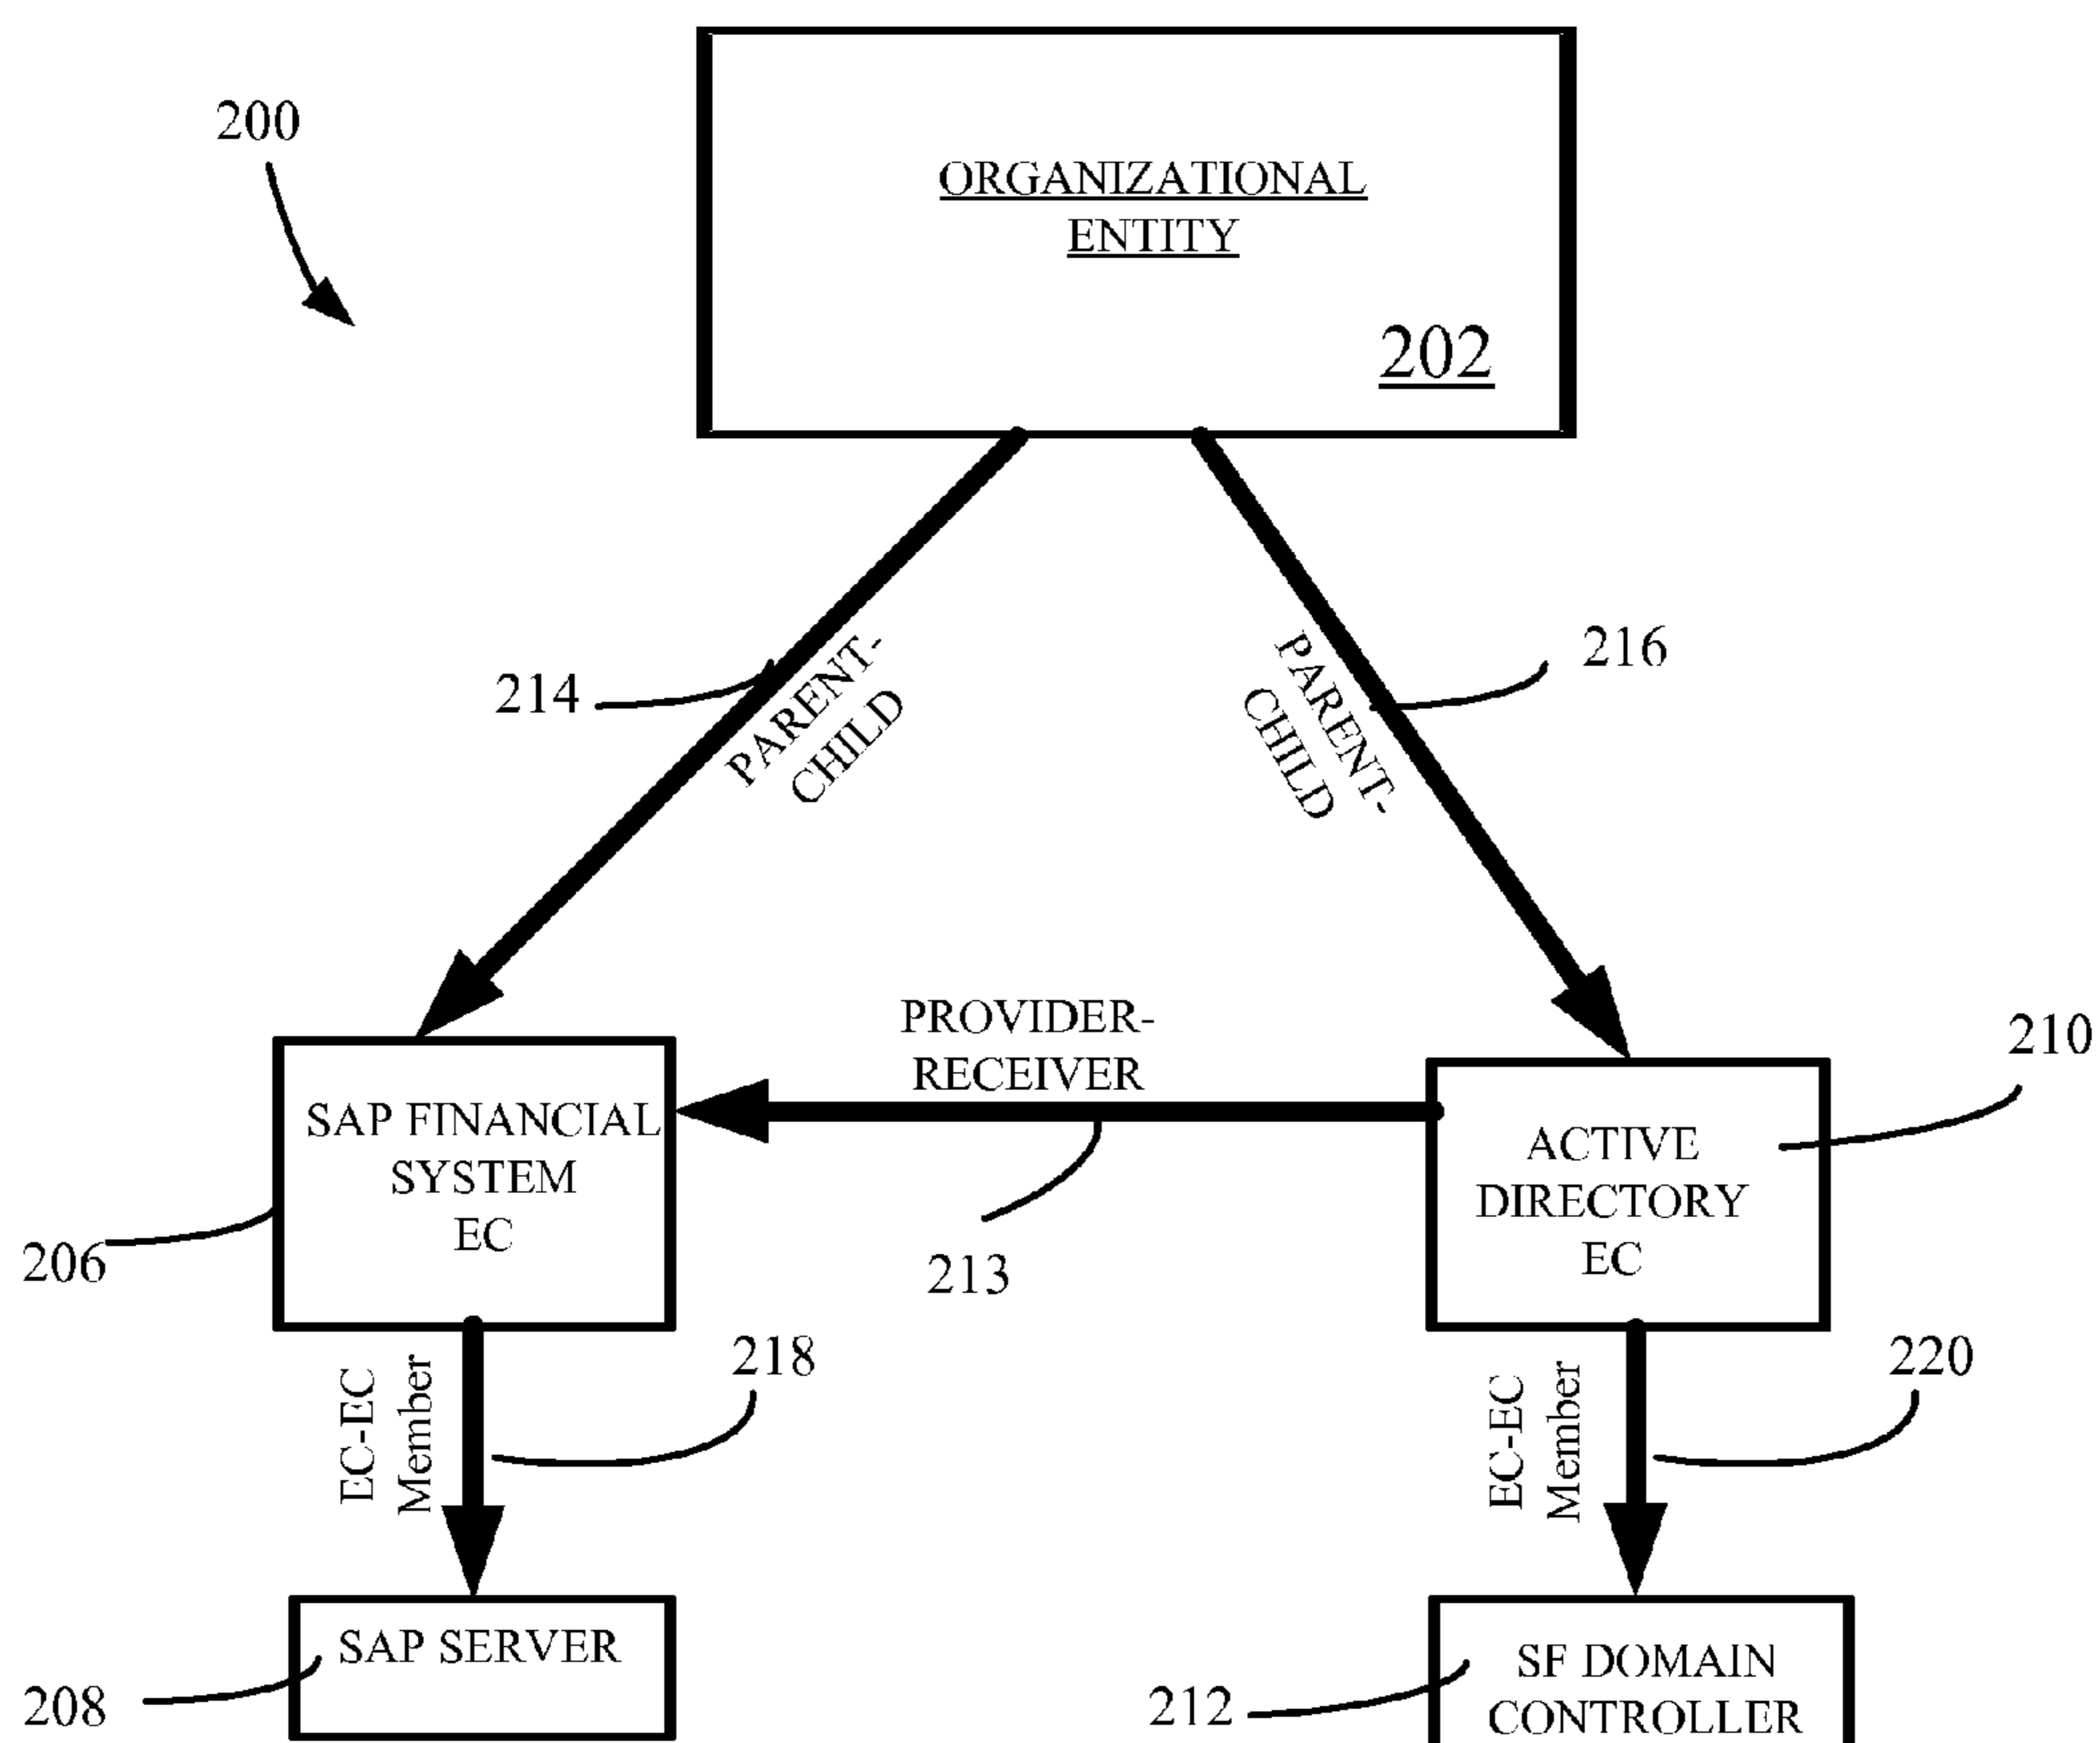 200
ORGANIZATIONAL
ENTITY
202
214
PARENT-
CHILD
PARENT-
CHILD
216
PROVIDER-
RECEIVER
213
SAP FINANCIAL
SYSTEM
EC
206
ACTIVE
DIRECTORY
EC
210
EC-EC
Member
218
EC-EC
Member
220
SAP SERVER
208
SF DOMAIN
CONTROLLER
212